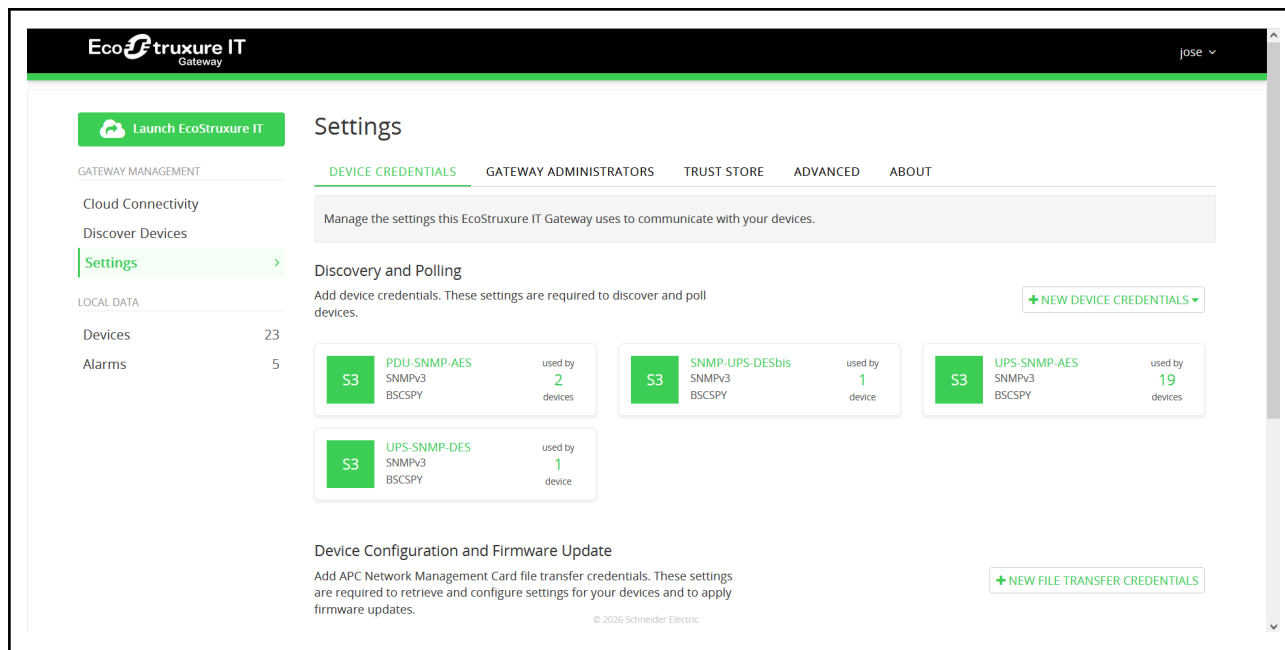 EcoStruxure IT
Gateway
jose
Launch EcoStruxure IT
GATEWAY MANAGEMENT
Cloud Connectivity
Discover Devices
Settings
LOCAL DATA
Devices 23
Alarms 5
Settings
DEVICE CREDENTIALS GATEWAY ADMINISTRATORS TRUST STORE ADVANCED ABOUT
Manage the settings this EcoStruxure IT Gateway uses to communicate with your devices.
Discovery and Polling
Add device credentials. These settings are required to discover and poll
devices.
+ NEW DEVICE CREDENTIALS
S3
PDU-SNMP-AES
SNMPv3
BSCSPY
used by
2
devices
S3
SNMP-UPS-DESbis
SNMPv3
BSCSPY
used by
1
device
S3
UPS-SNMP-AES
SNMPv3
BSCSPY
used by
19
devices
S3
UPS-SNMP-DES
SNMPv3
BSCSPY
used by
1
device
Device Configuration and Firmware Update
Add APC Network Management Card file transfer credentials. These settings
are required to retrieve and configure settings for your devices and to apply
firmware updates.
+ NEW FILE TRANSFER CREDENTIALS
© 2026 Schneider Electric.